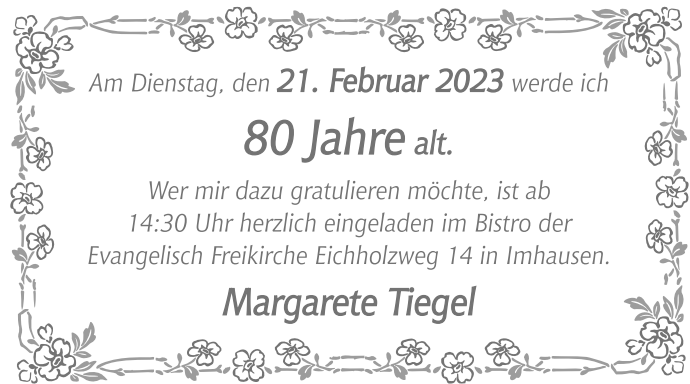 Am Dienstag, den 21. Februar 2023 werde ich
80 Jahre alt.
Wer mir dazu gratulieren möchte, ist ab
14:30 Uhr herzlich eingeladen im Bistro der
Evangelisch Freikirche Eichholzweg 14 in Imhausen.
Margarete Tiegel